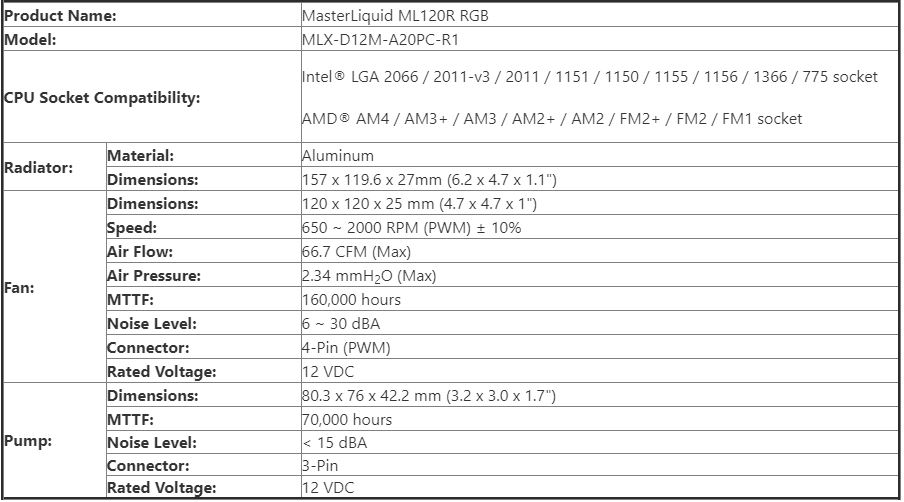 Product Name: MasterLiquid ML120R RGB
Model: MLX-D12M-A20PC-R1
CPU Socket Compatibility: Intel® LGA 2066 / 2011-v3 / 2011 / 1151 / 1150 / 1155 / 1156 / 1366 / 775 socket
AMD® AM4 / AM3+ / AM3 / AM2+ / AM2 / FM2+ / FM2 / FM1 socket
Radiator: Material: Aluminum
Dimensions: 157 x 119.6 x 27mm (6.2 x 4.7 x 1.1")
Fan: Dimensions: 120 x 120 x 25 mm (4.7 x 4.7 x 1")
Speed: 650 ~ 2000 RPM (PWM) ± 10%
Air Flow: 66.7 CFM (Max)
Air Pressure: 2.34 mmH₂O (Max)
MTTF: 160,000 hours
Noise Level: 6 ~ 30 dBA
Connector: 4-Pin (PWM)
Rated Voltage: 12 VDC
Pump: Dimensions: 80.3 x 76 x 42.2 mm (3.2 x 3.0 x 1.7")
MTTF: 70,000 hours
Noise Level: < 15 dBA
Connector: 3-Pin
Rated Voltage: 12 VDC